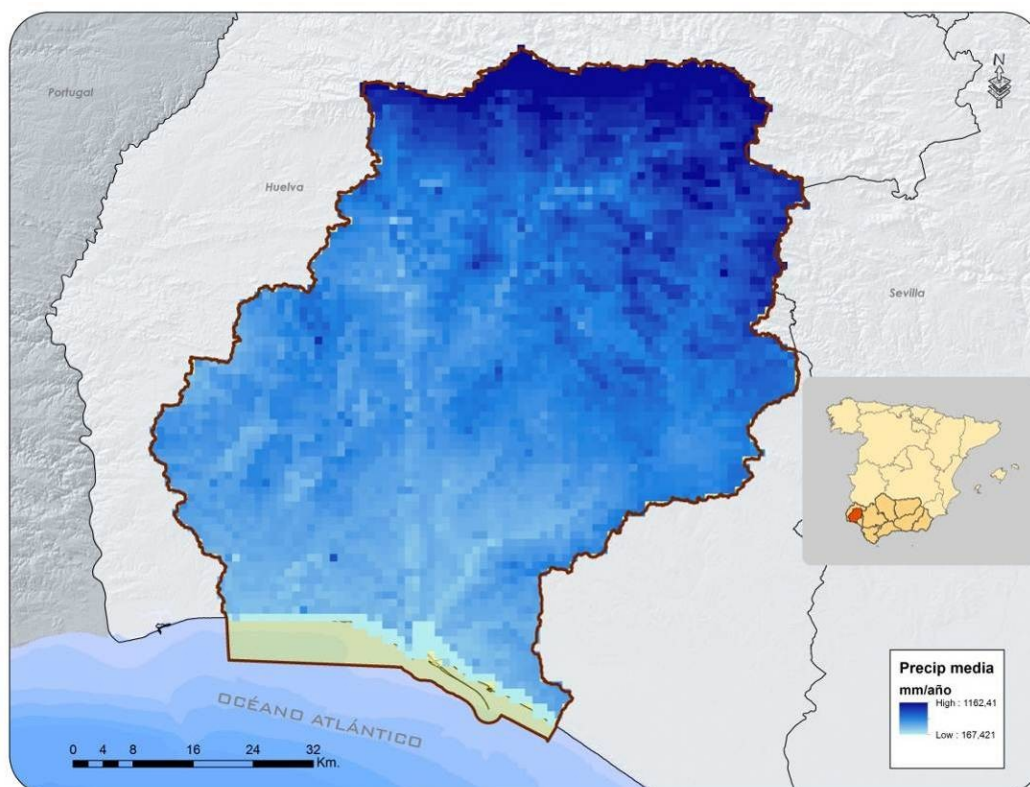 Portugal
N
Huelva
Sevilla
OCÉANO ATLÁNTICO
0 4 8 16 24 32
Km.
Precip media
mm/año
High : 1162,41
Low : 167,421